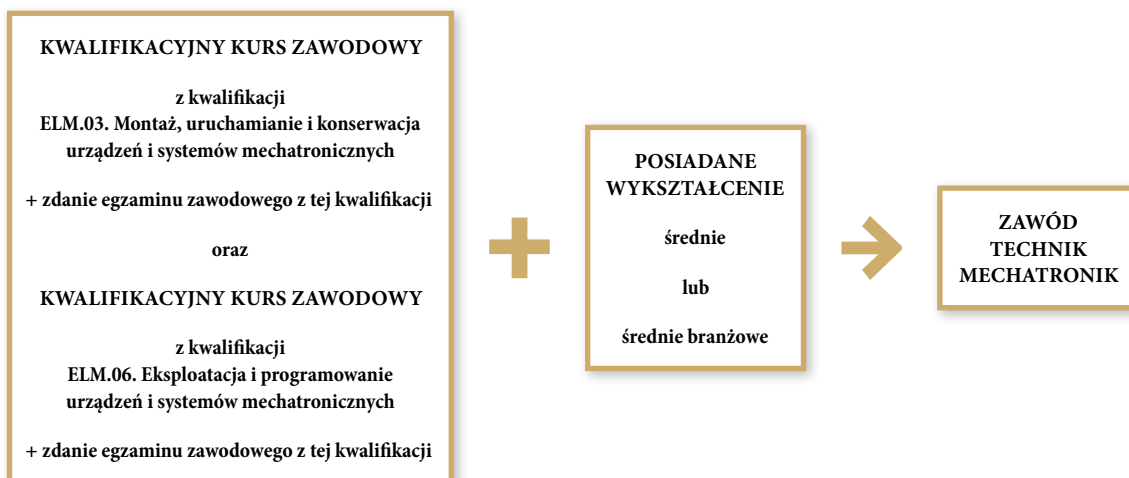 KWALIFIKACYJNY KURS ZAWODOWY
z kwalifikacji
ELM.03. Montaż, uruchamianie i konserwacja
urządzeń i systemów mechatronicznych
+ zdanie egzaminu zawodowego z tej kwalifikacji
oraz
KWALIFIKACYJNY KURS ZAWODOWY
z kwalifikacji
ELM.06. Eksploatacja i programowanie
urządzeń i systemów mechatronicznych
+ zdanie egzaminu zawodowego z tej kwalifikacji
POSIADANE
WYKSZTAŁCENIE
średnie
lub
średnie branżowe
ZAWÓD
TECHNIK
MECHATRONIK